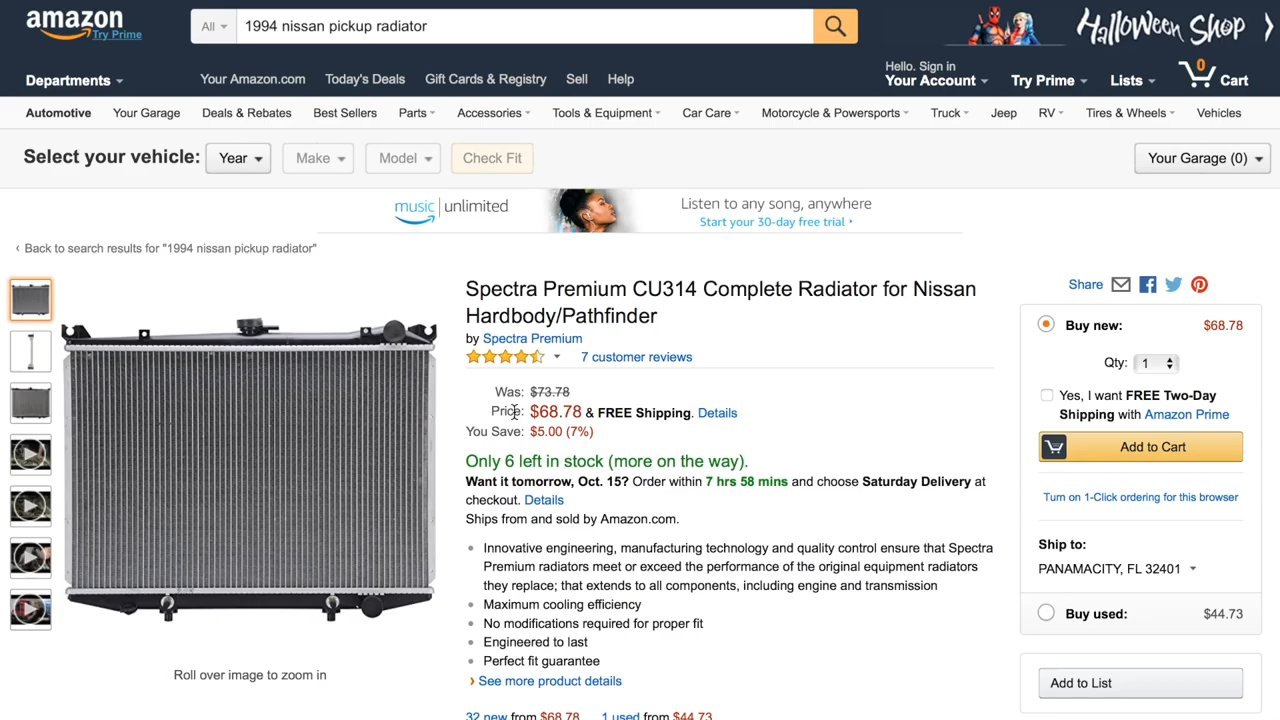 amazon
Try Prime
All
1994 nissan pickup radiator
Halloween Shop
Departments
Your Amazon.com
Today's Deals
Gift Cards & Registry
Sell
Help
Hello. Sign in
Your Account
Try Prime
Lists
0
Cart
Automotive
Your Garage
Deals & Rebates
Best Sellers
Parts
Accessories
Tools & Equipment
Car Care
Motorcycle & Powersports
Truck
Jeep
RV
Tires & Wheels
Vehicles
Select your vehicle:
Year
Make
Model
Check Fit
Your Garage (0)
music unlimited
Listen to any song, anywhere
Start your 30-day free trial
‹ Back to search results for "1994 nissan pickup radiator"
Spectra Premium CU314 Complete Radiator for Nissan
Hardbody/Pathfinder
by Spectra Premium
7 customer reviews
Was: $73.78
Price: $68.78 & FREE Shipping. Details
You Save: $5.00 (7%)
Only 6 left in stock (more on the way).
Want it tomorrow, Oct. 15? Order within 7 hrs 58 mins and choose Saturday Delivery at
checkout. Details
Ships from and sold by Amazon.com.
Innovative engineering, manufacturing technology and quality control ensure that Spectra
Premium radiators meet or exceed the performance of the original equipment radiators
they replace; that extends to all components, including engine and transmission
Maximum cooling efficiency
No modifications required for proper fit
Engineered to last
Perfect fit guarantee
› See more product details
32 new from $68.78 1 used from $44.73
Roll over image to zoom in
Share
Buy new: $68.78
Qty: 1
Yes, I want FREE Two-Day
Shipping with Amazon Prime
Add to Cart
Turn on 1-Click ordering for this browser
Ship to:
PANAMACITY, FL 32401
Buy used: $44.73
Add to List